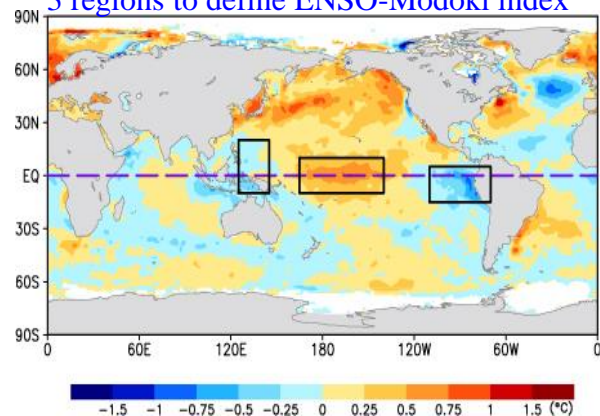 3 regions to define ENSO-Modoki index
90N
60N
30N
EQ
30S
60S
90S
0 60E 120E 180 120W 60W 0
-1.5 -1 -0.75 -0.5 -0.25 0 0.25 0.5 0.75 1.5 (°C)